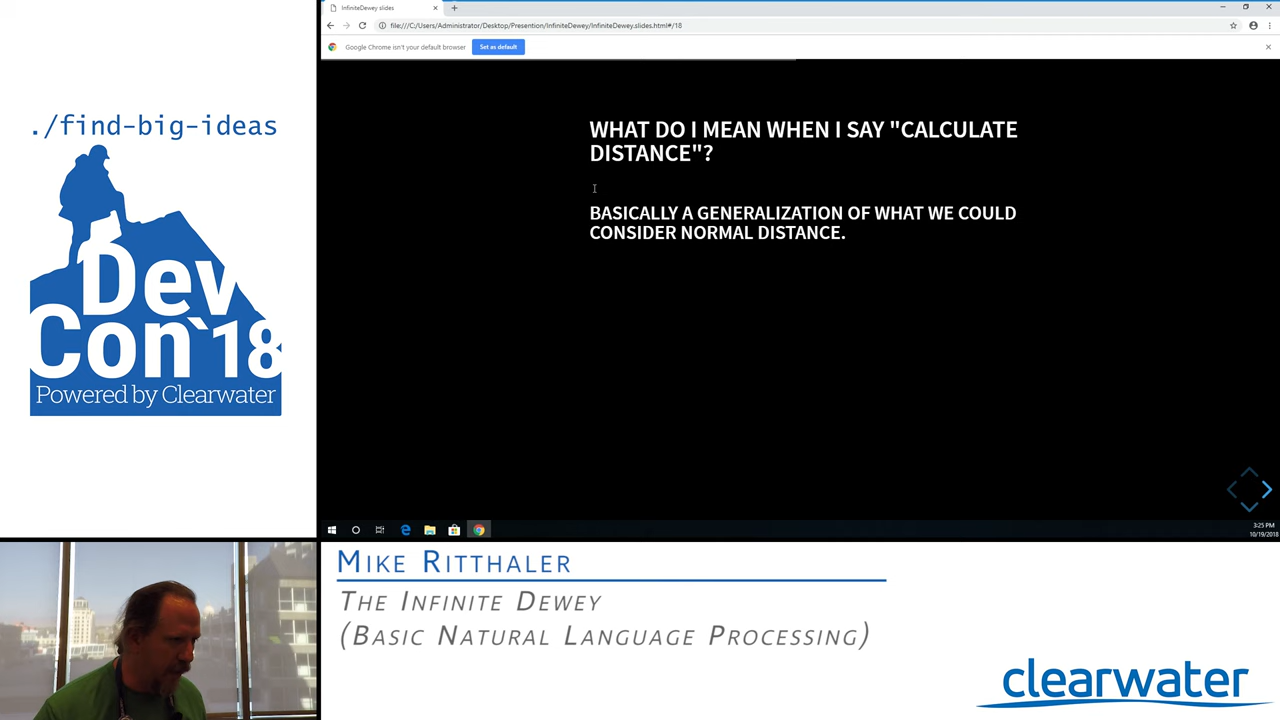 ./find-big-ideas
Dev
Con`18
Powered by Clearwater
InfiniteDewey slides
file:///C:/Users/Administrator/Desktop/Presention/InfiniteDewey/InfiniteDewey.slides.html#/18
Google Chrome isn't your default browser
Set as default
WHAT DO I MEAN WHEN I SAY "CALCULATE
DISTANCE"?
BASICALLY A GENERALIZATION OF WHAT WE COULD
CONSIDER NORMAL DISTANCE.
3:25 PM
10/19/2018
MIKE RITTHALER
THE INFINITE DEWEY
(BASIC NATURAL LANGUAGE PROCESSING)
clearwater